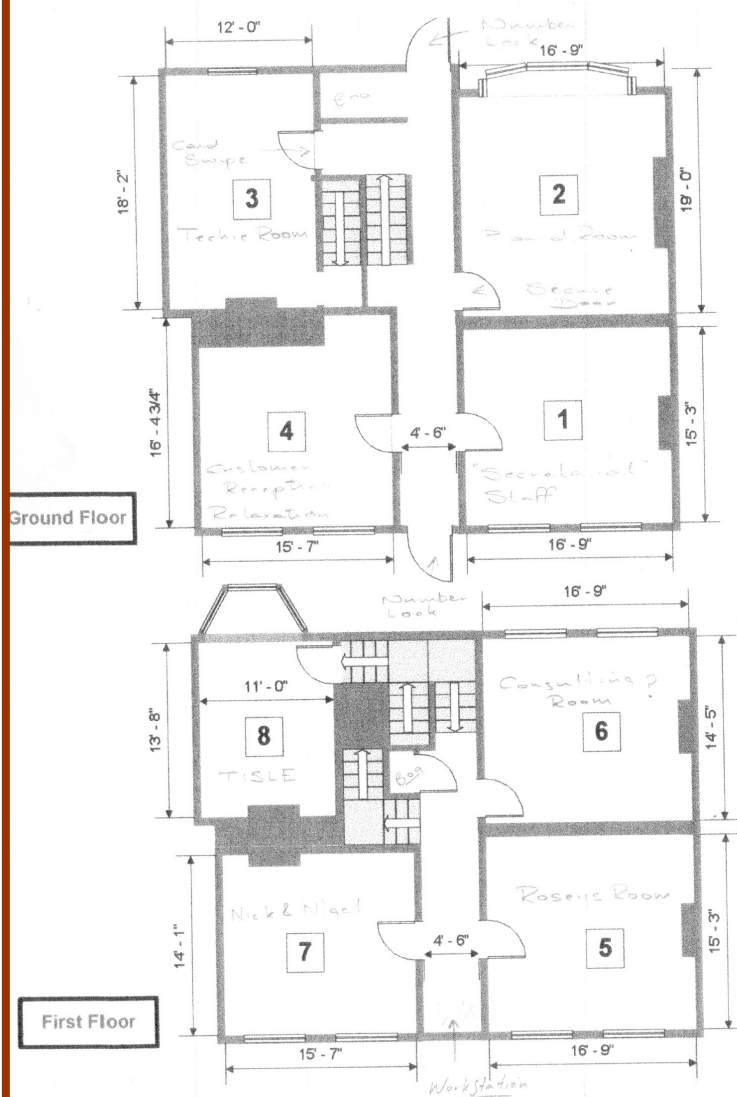 12' - 0"
Number
Lock
16' - 9"
Card
Swipe
18' - 2"
3
Techie Room
2
Room
19' - 0"
Secure
Door
16' - 4 3/4"
4
Customer
Reception
Relaxation
4' - 6"
1
"Secretarial"
Staff
15' - 3"
Ground Floor
15' - 7"
16' - 9"
Number
Lock
16' - 9"
13' - 8"
11' - 0"
8
TISLE
Bog
Consulting ?
Room
6
14' - 5"
14' - 1"
Nick & Nigel
7
4' - 6"
Roseys Room
5
15' - 3"
First Floor
15' - 7"
16' - 9"
Workstation